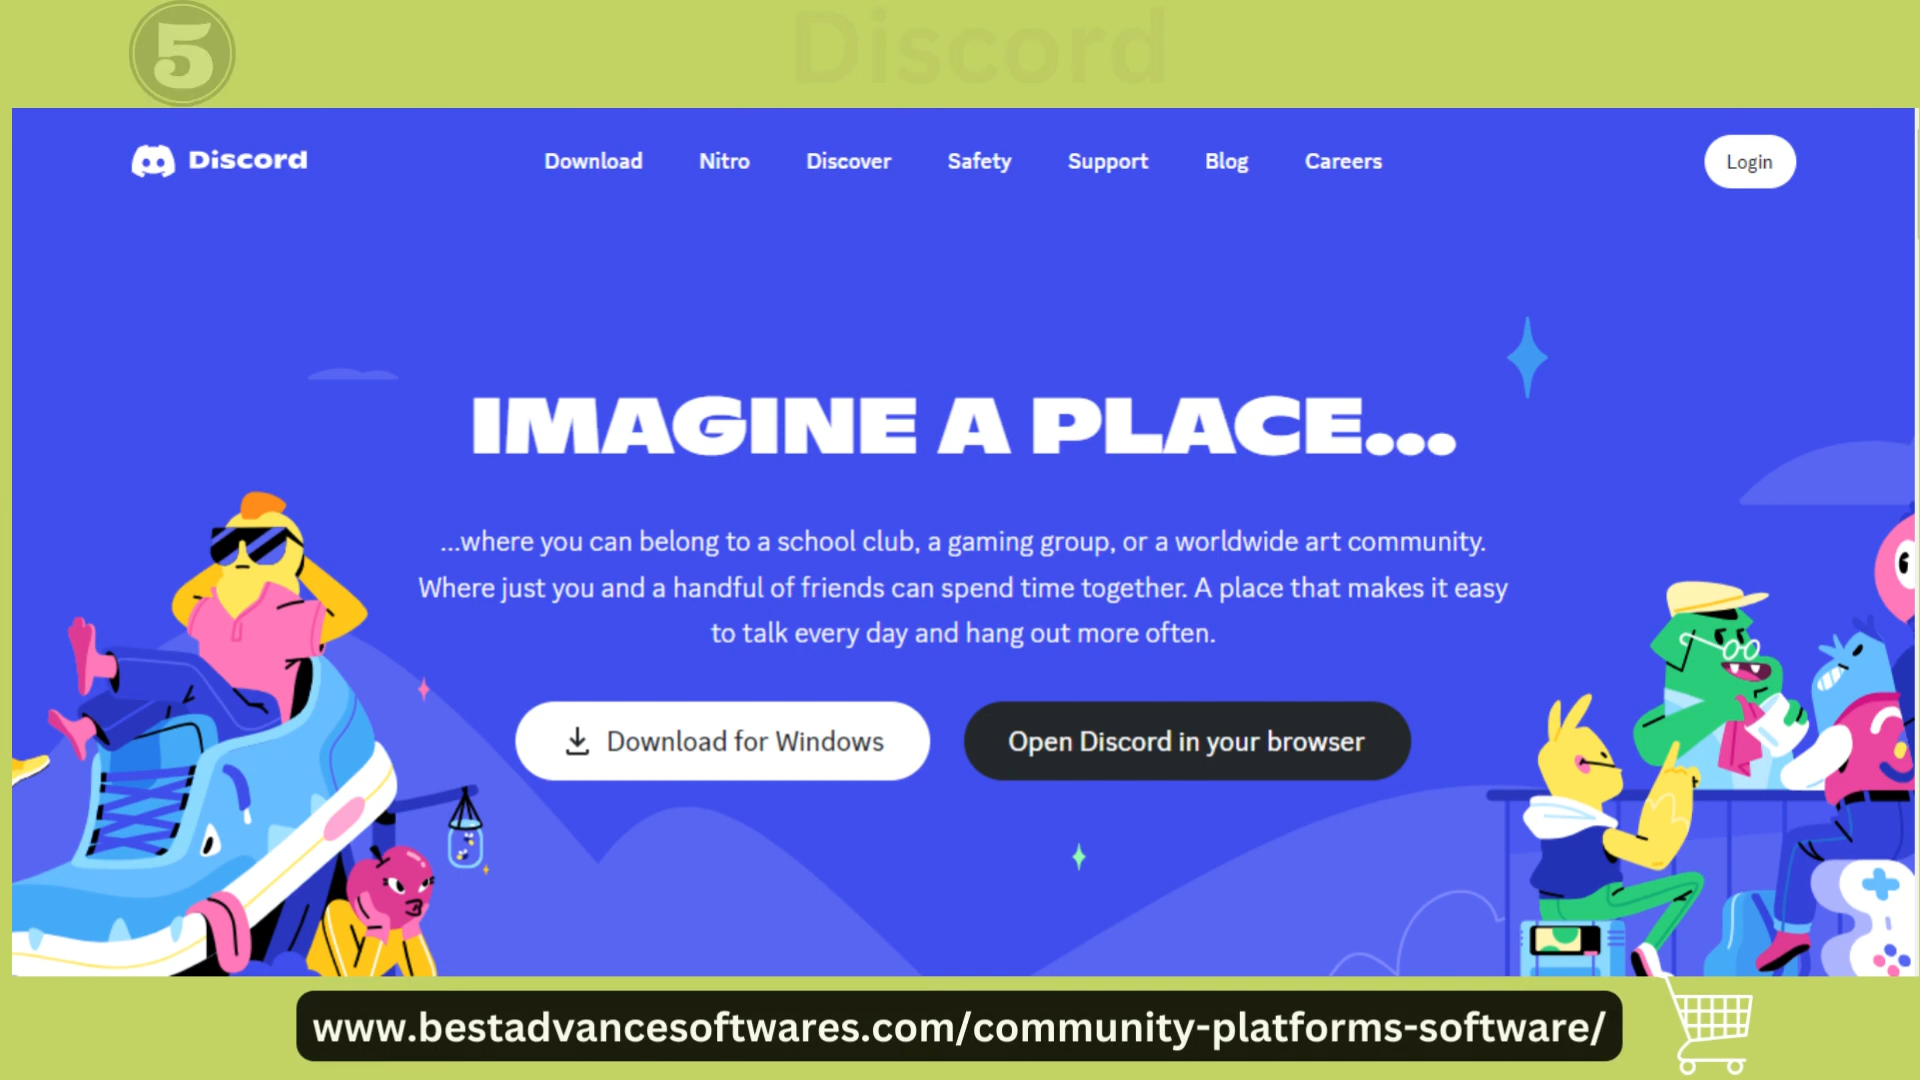 5
Discord
Discord
Download Nitro Discover Safety Support Blog Careers
Login
IMAGINE A PLACE...
...where you can belong to a school club, a gaming group, or a worldwide art community.
Where just you and a handful of friends can spend time together. A place that makes it easy
to talk every day and hang out more often.
Download for Windows
Open Discord in your browser
www.bestadvancesoftwares.com/community-platforms-software/